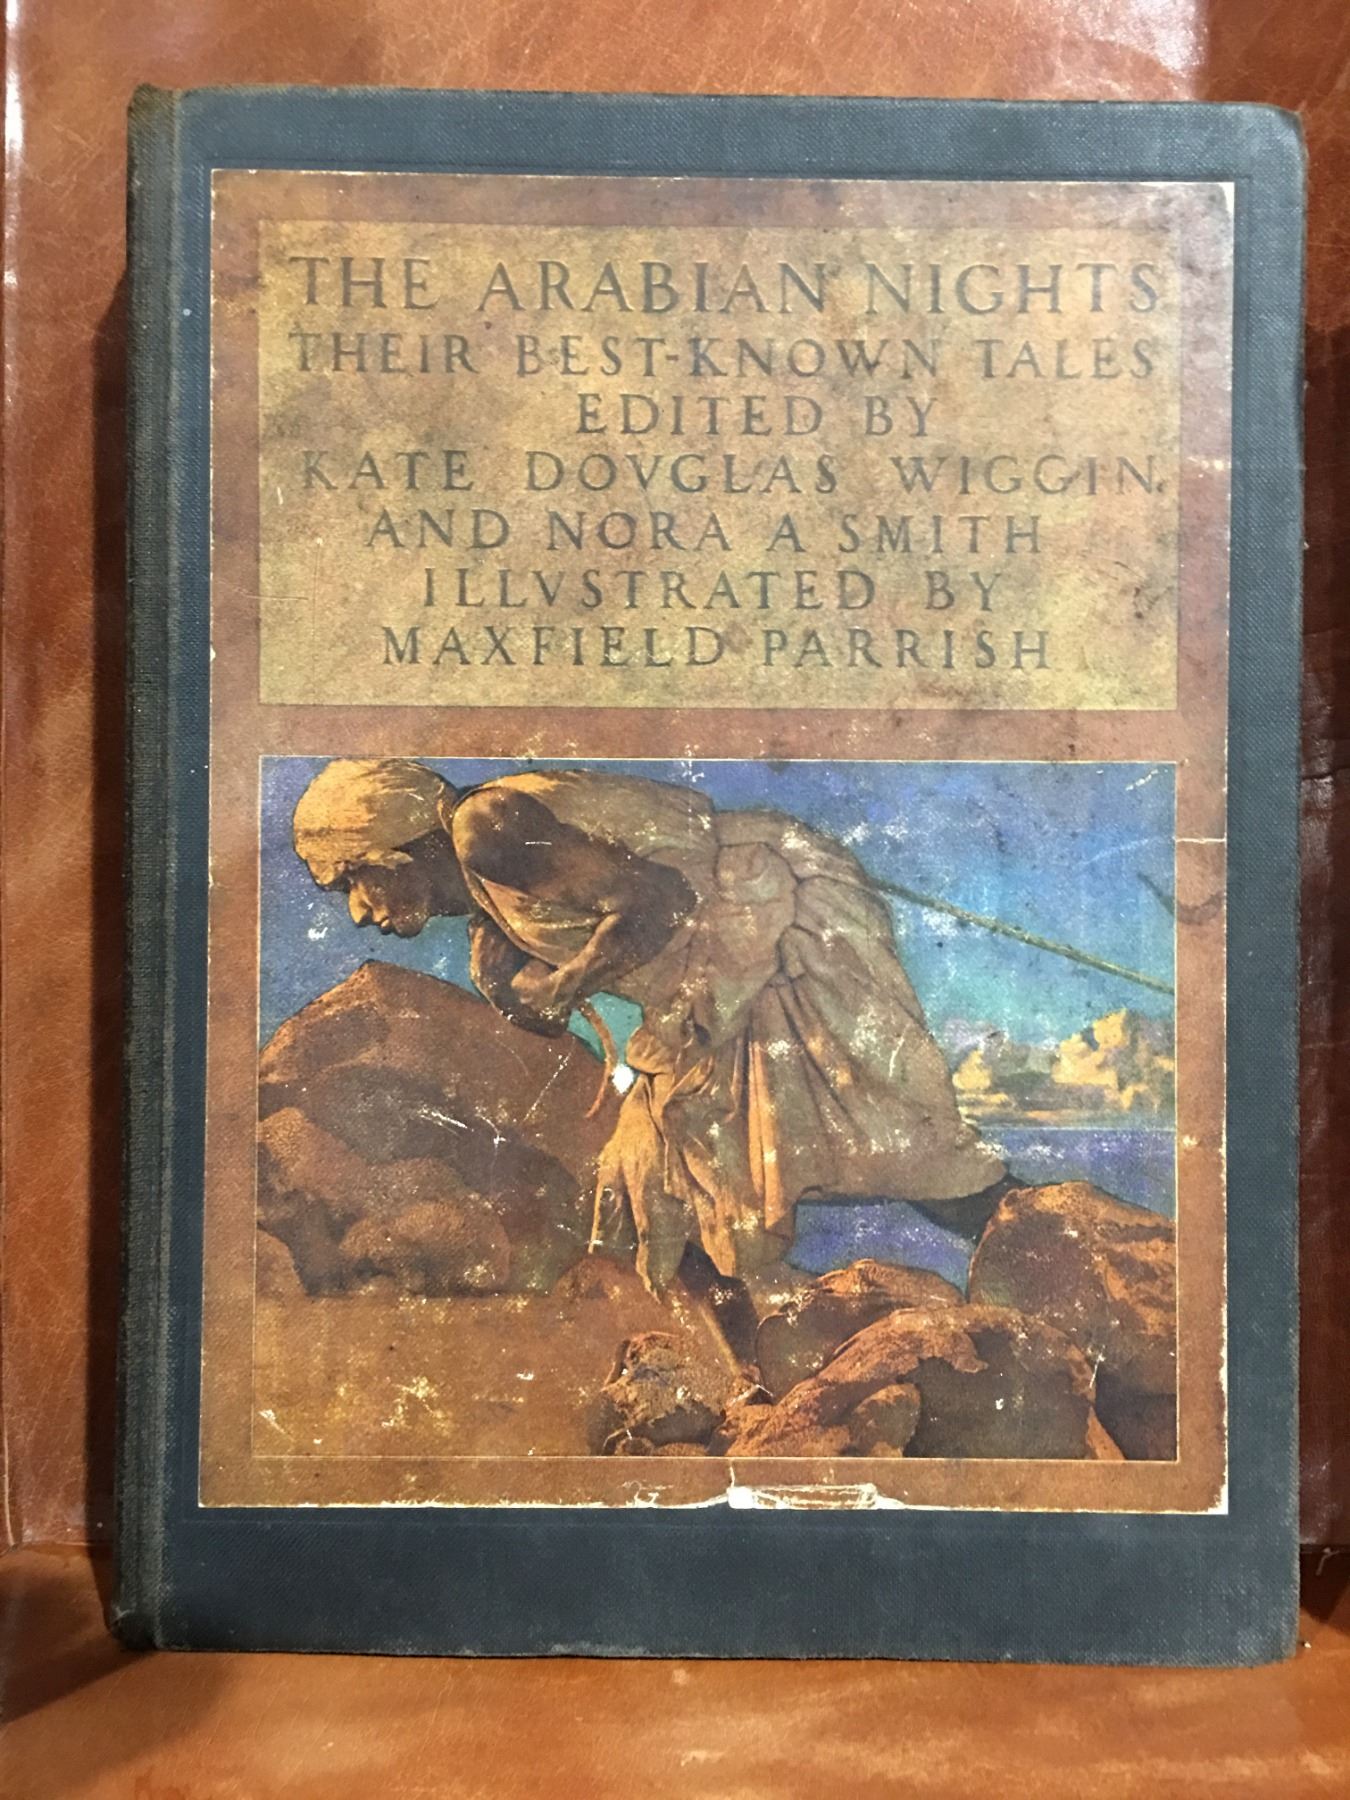 THE ARABIAN NIGHTS
THEIR BEST-KNOWN TALES
EDITED BY
KATE DOVGLAS WIGGIN
AND NORA A SMITH
ILLVSTRATED BY
MAXFIELD PARRISH